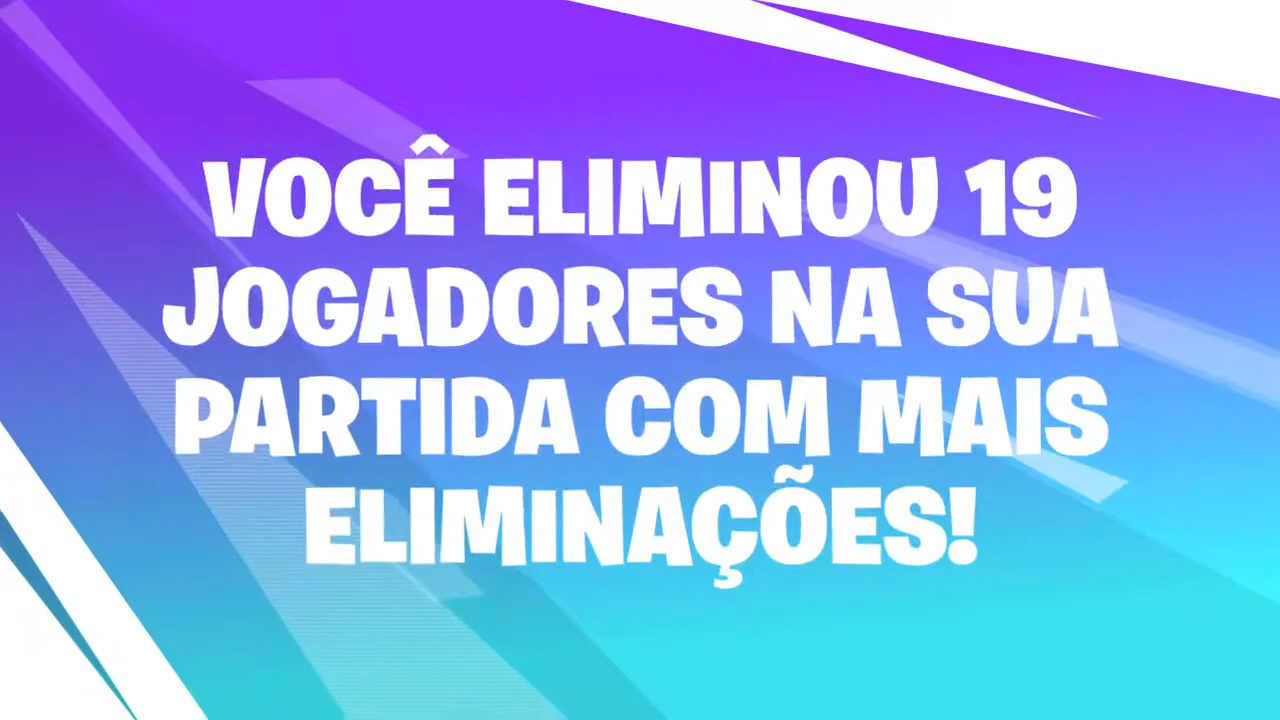 VOCÊ ELIMINOU 19
JOGADORES NA SUA
PARTIDA COM MAIS
ELIMINAÇÕES!